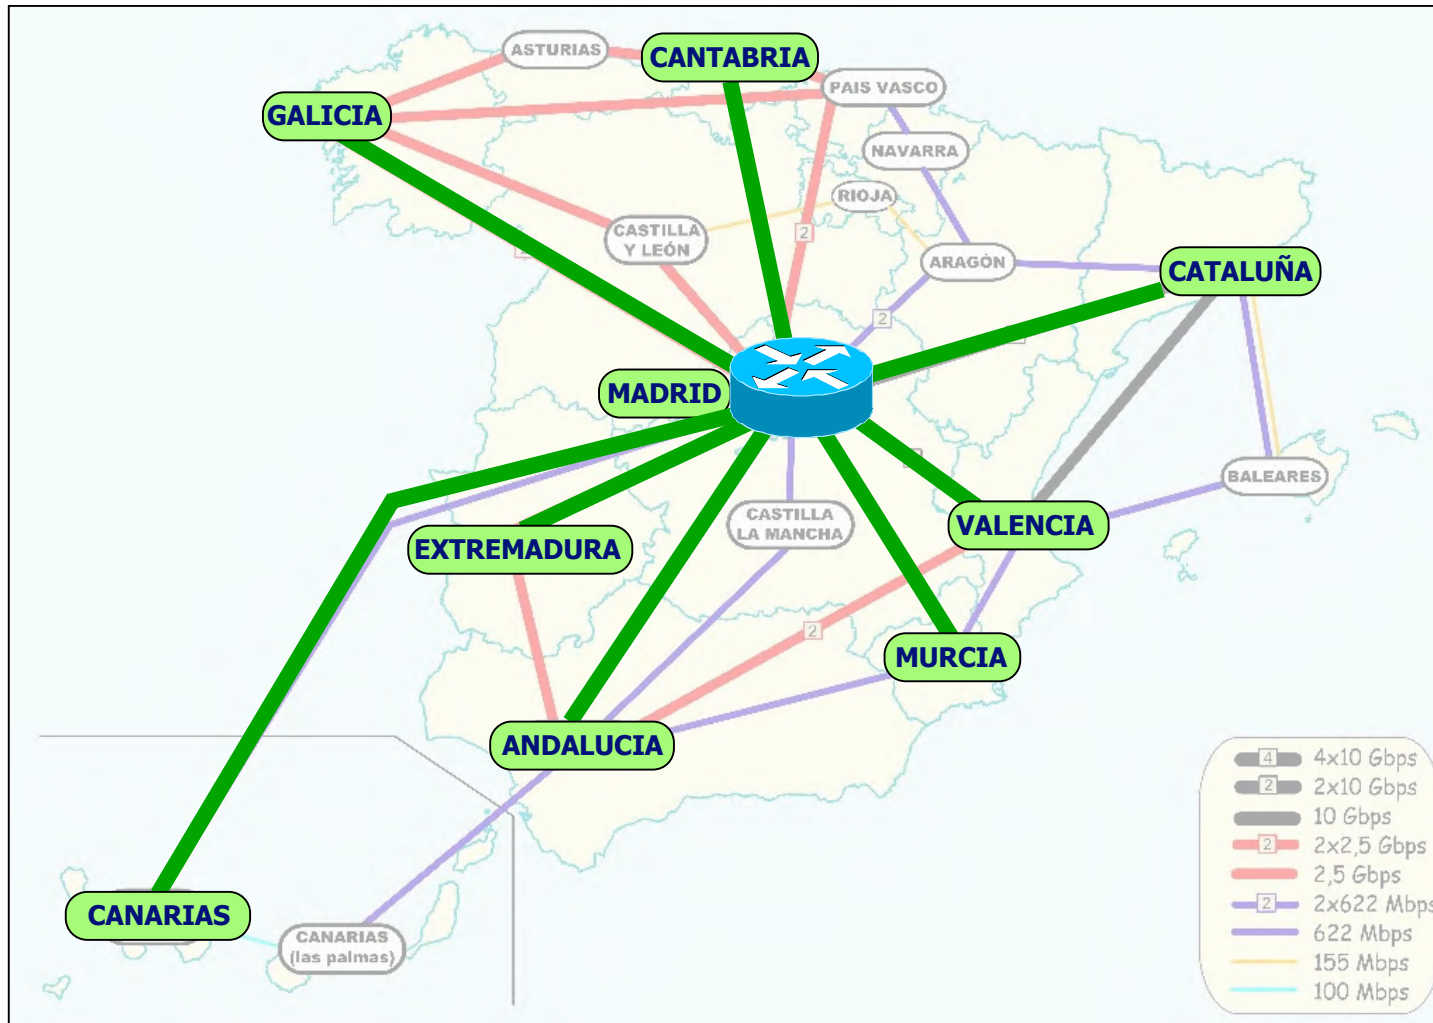 ASTURIAS
CANTABRIA
PAIS VASCO
GALICIA
NAVARRA
RIOJA
CASTILLA
Y LEÓN
2
2
ARAGÓN
CATALUÑA
2
MADRID
BALEARES
EXTREMADURA
CASTILLA
LA MANCHA
VALENCIA
2
MURCIA
ANDALUCIA
CANARIAS
CANARIAS
(las palmas)
4 4x10 Gbps
2 2x10 Gbps
10 Gbps
2 2x2,5 Gbps
2,5 Gbps
2 2x622 Mbps
622 Mbps
155 Mbps
100 Mbps